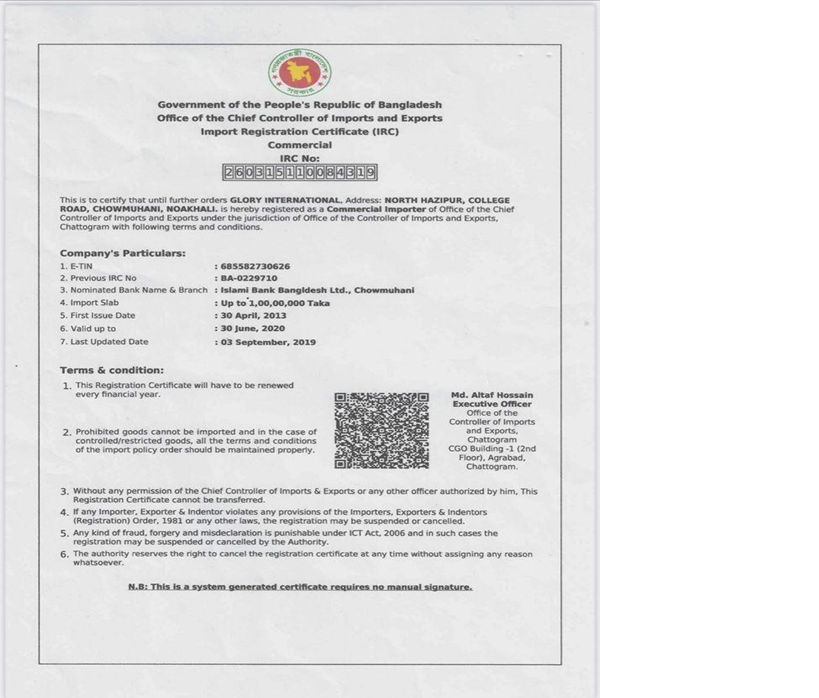 গণপ্রজাতন্ত্রী বাংলাদেশ
সরকার
Government of the People's Republic of Bangladesh
Office of the Chief Controller of Imports and Exports
Import Registration Certificate (IRC)
Commercial
IRC No:
260315110084319
This is to certify that until further orders GLORY INTERNATIONAL, Address: NORTH HAZIPUR, COLLEGE
ROAD, CHOWMUHANI, NOAKHALI. is hereby registered as a Commercial Importer of Office of the Chief
Controller of Imports and Exports under the jurisdiction of Office of the Controller of Imports and Exports,
Chattogram with following terms and conditions.
Company's Particulars:
1. E-TIN : 685582730626
2. Previous IRC No : BA-0229710
3. Nominated Bank Name & Branch : Islami Bank Bangldesh Ltd., Chowmuhani
4. Import Slab : Up to 1,00,00,000 Taka
5. First Issue Date : 30 April, 2013
6. Valid up to : 30 June, 2020
7. Last Updated Date : 03 September, 2019
Terms & condition:
1. This Registration Certificate will have to be renewed
every financial year.
2. Prohibited goods cannot be imported and in the case of
controlled/restricted goods, all the terms and conditions
of the import policy order should be maintained properly.
Md. Altaf Hossain
Executive Officer
Office of the
Controller of Imports
and Exports,
Chattogram
CGO Building -1 (2nd
Floor), Agrabad,
Chattogram.
3. Without any permission of the Chief Controller of Imports & Exports or any other officer authorized by him, This
Registration Certificate cannot be transferred.
4. If any Importer, Exporter & Indentor violates any provisions of the Importers, Exporters & Indentors
(Registration) Order, 1981 or any other laws, the registration may be suspended or cancelled.
5. Any kind of fraud, forgery and misdeclaration is punishable under ICT Act, 2006 and in such cases the
registration may be suspended or cancelled by the Authority.
6. The authority reserves the right to cancel the registration certificate at any time without assigning any reason
whatsoever.
N.B: This is a system generated certificate requires no manual signature.